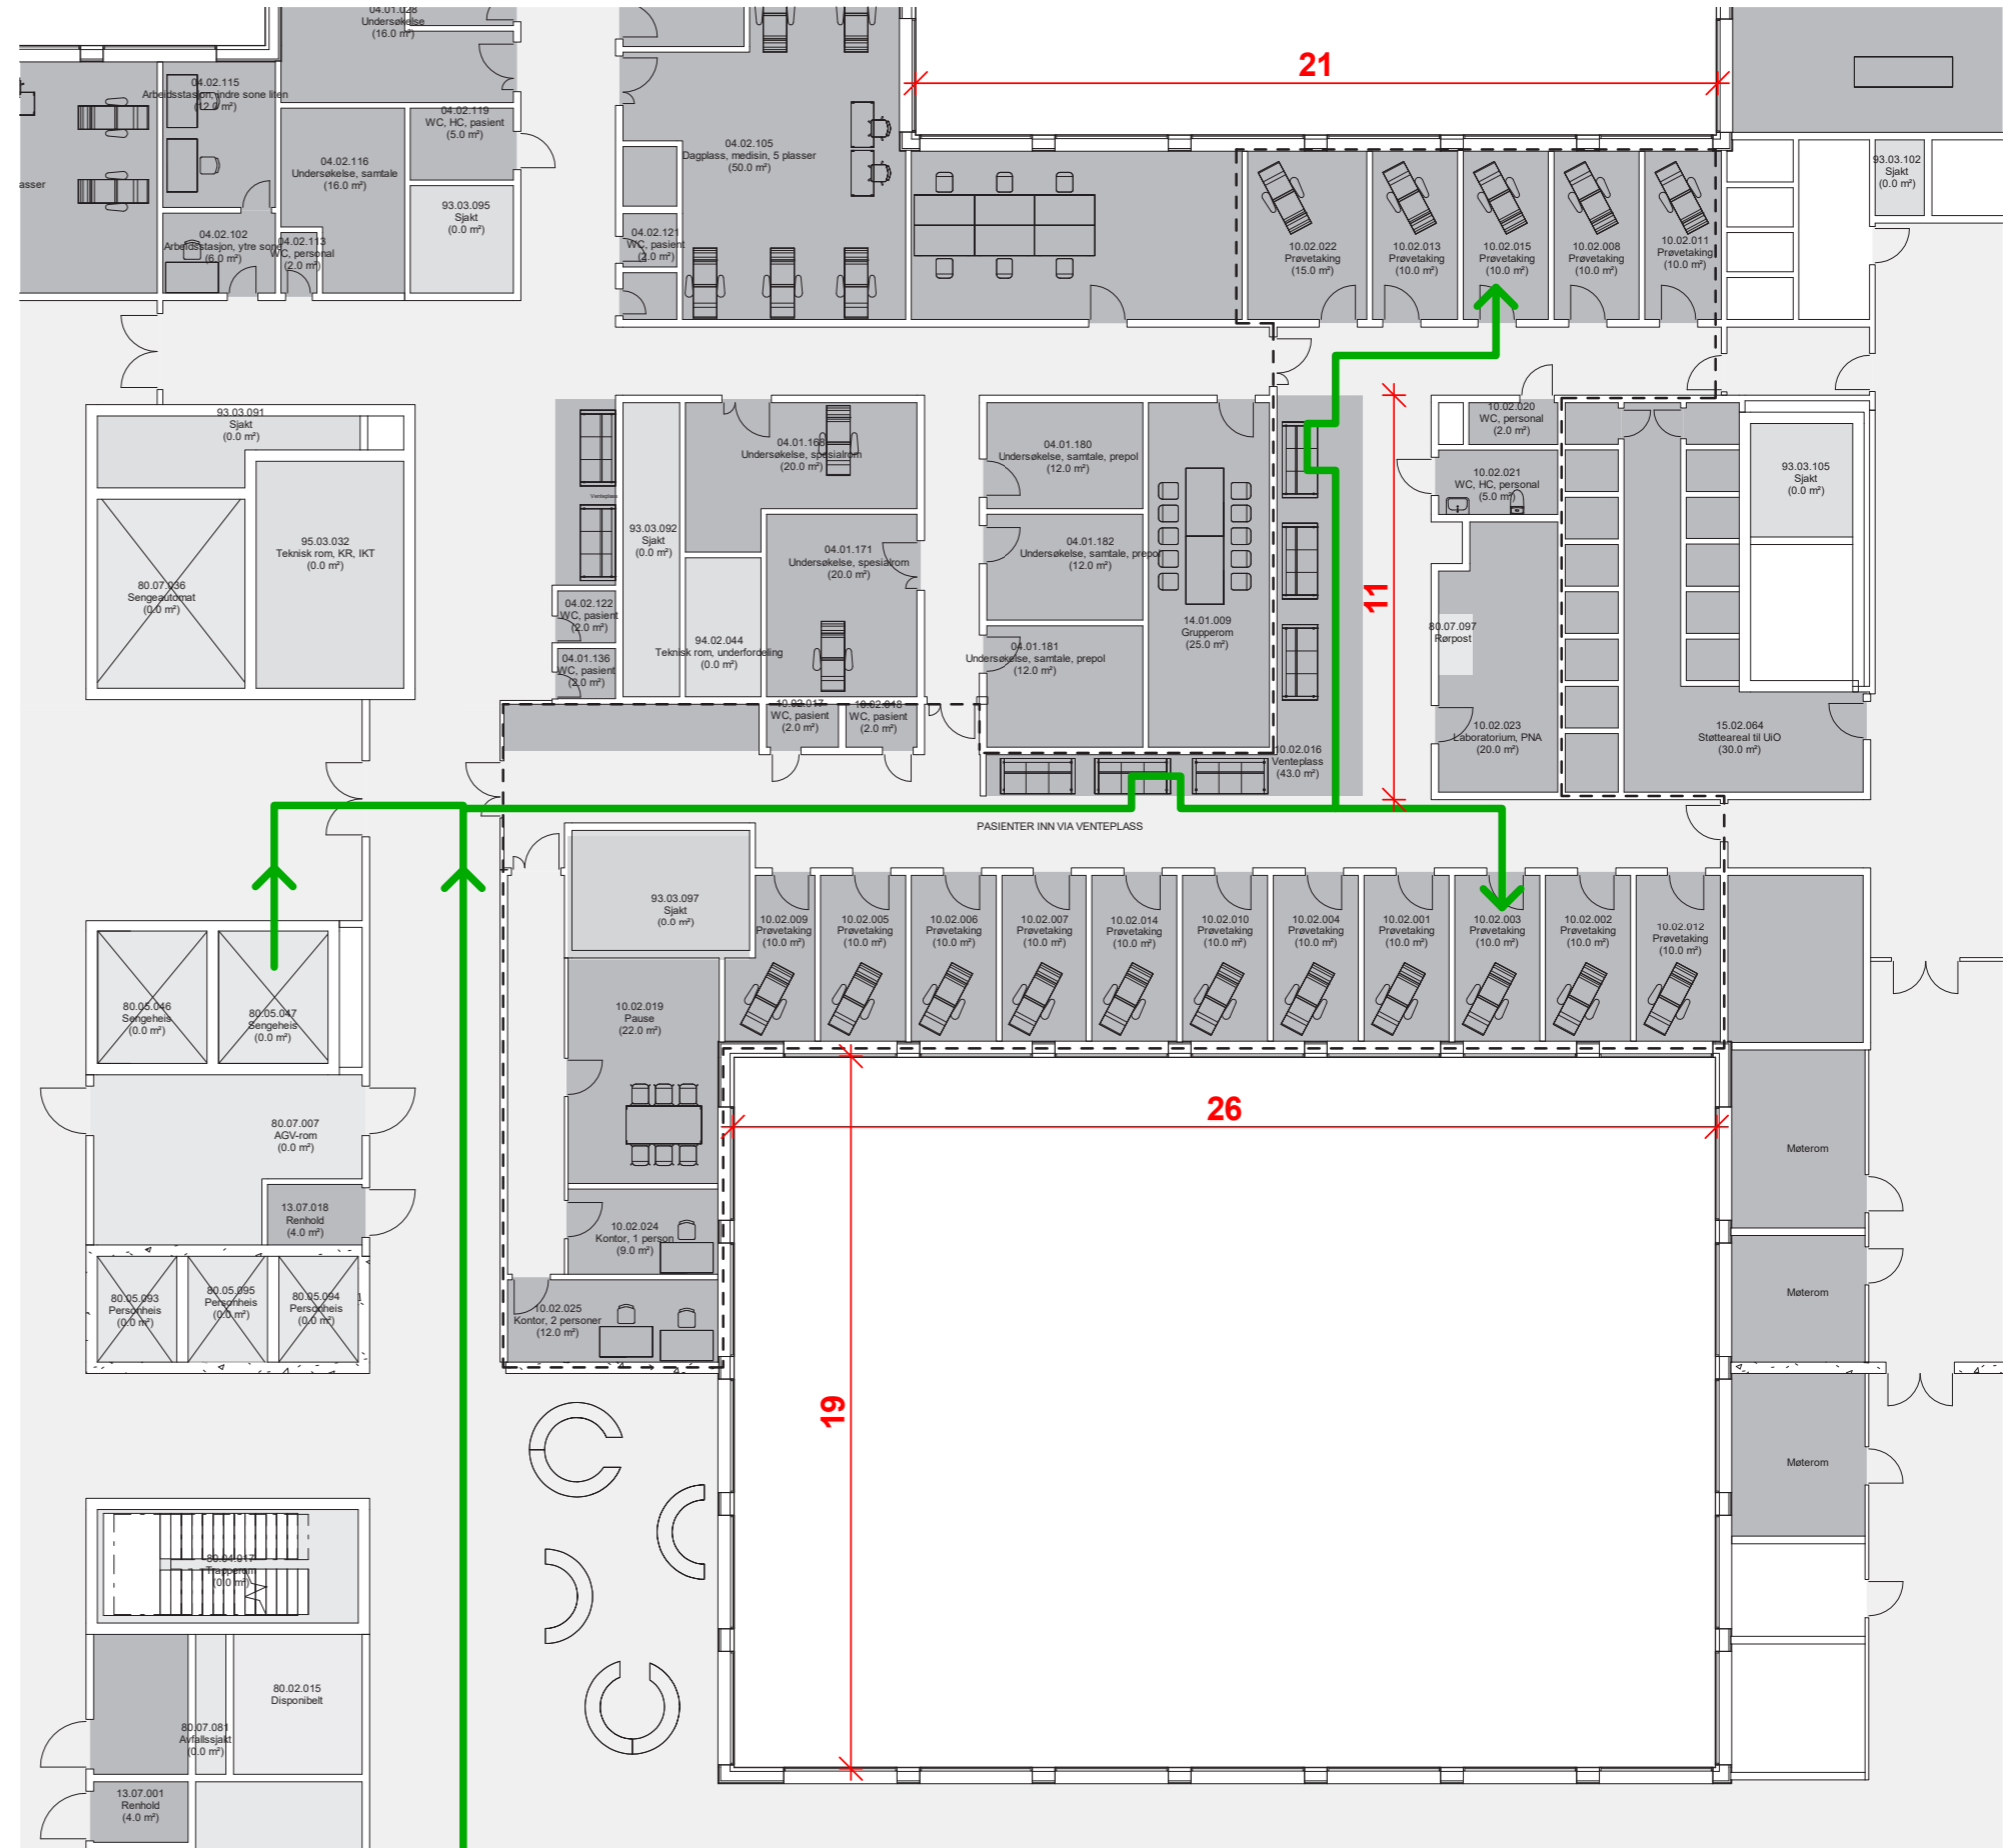 04.01.028
Undersøkelse
(16.0 m²)
21
04.02.115
Arbeidsstasjon, indre sone liten
(12.0 m²)
04.02.119
WC, HC, pasient
(5.0 m²)
04.02.116
Undersøkelse, samtale
(16.0 m²)
asser
93.03.095
Sjakt
(0.0 m²)
04.02.102
Arbeidsstasjon, ytre sone
(6.0 m²)
04.02.113
WC, personal
(2.0 m²)
04.02.105
Dagplass, medisin, 5 plasser
(50.0 m²)
04.02.121
WC, pasient
(2.0 m²)
10.02.022
Prøvetaking
(15.0 m²)
10.02.013
Prøvetaking
(10.0 m²)
10.02.015
Prøvetaking
(10.0 m²)
10.02.008
Prøvetaking
(10.0 m²)
10.02.011
Prøvetaking
(10.0 m²)
93.03.102
Sjakt
(0.0 m²)
93.03.091
Sjakt
(0.0 m²)
95.03.032
Teknisk rom, KR, IKT
(0.0 m²)
80.07.036
Sengeautomat
(0.0 m²)
Venteplass
93.03.092
Sjakt
(0.0 m²)
04.01.168
Undersøkelse, spesialrom
(20.0 m²)
04.01.171
Undersøkelse, spesialrom
(20.0 m²)
04.02.122
WC, pasient
(2.0 m²)
04.01.136
WC, pasient
(2.0 m²)
94.02.044
Teknisk rom, underfordeling
(0.0 m²)
10.02.017
WC, pasient
(2.0 m²)
10.02.018
WC, pasient
(2.0 m²)
04.01.180
Undersøkelse, samtale, prepol
(12.0 m²)
04.01.182
Undersøkelse, samtale, prepol
(12.0 m²)
04.01.181
Undersøkelse, samtale, prepol
(12.0 m²)
14.01.009
Grupperom
(25.0 m²)
10.02.016
Venteplass
(43.0 m²)
11
10.02.020
WC, personal
(2.0 m²)
10.02.021
WC, HC, personal
(5.0 m²)
80.07.097
Rørpost
10.02.023
Laboratorium, PNA
(20.0 m²)
93.03.105
Sjakt
(0.0 m²)
15.02.064
Støtteareal til UiO
(30.0 m²)
PASIENTER INN VIA VENTEPLASS
93.03.097
Sjakt
(0.0 m²)
10.02.009
Prøvetaking
(10.0 m²)
10.02.005
Prøvetaking
(10.0 m²)
10.02.006
Prøvetaking
(10.0 m²)
10.02.007
Prøvetaking
(10.0 m²)
10.02.014
Prøvetaking
(10.0 m²)
10.02.010
Prøvetaking
(10.0 m²)
10.02.004
Prøvetaking
(10.0 m²)
10.02.001
Prøvetaking
(10.0 m²)
10.02.003
Prøvetaking
(10.0 m²)
10.02.002
Prøvetaking
(10.0 m²)
10.02.012
Prøvetaking
(10.0 m²)
80.05.046
Sengeheis
(0.0 m²)
80.05.047
Sengeheis
(0.0 m²)
10.02.019
Pause
(22.0 m²)
26
80.07.007
AGV-rom
(0.0 m²)
13.07.018
Renhold
(4.0 m²)
10.02.024
Kontor, 1 person
(9.0 m²)
Møterom
80.05.093
Personheis
(0.0 m²)
80.05.095
Personheis
(0.0 m²)
80.05.094
Personheis
(0.0 m²)
10.02.025
Kontor, 2 personer
(12.0 m²)
Møterom
19
Møterom
80.04.017
Trapperom
(0.0 m²)
80.02.015
Disponibelt
80.07.081
Avfallssjakt
(0.0 m²)
13.07.001
Renhold
(4.0 m²)